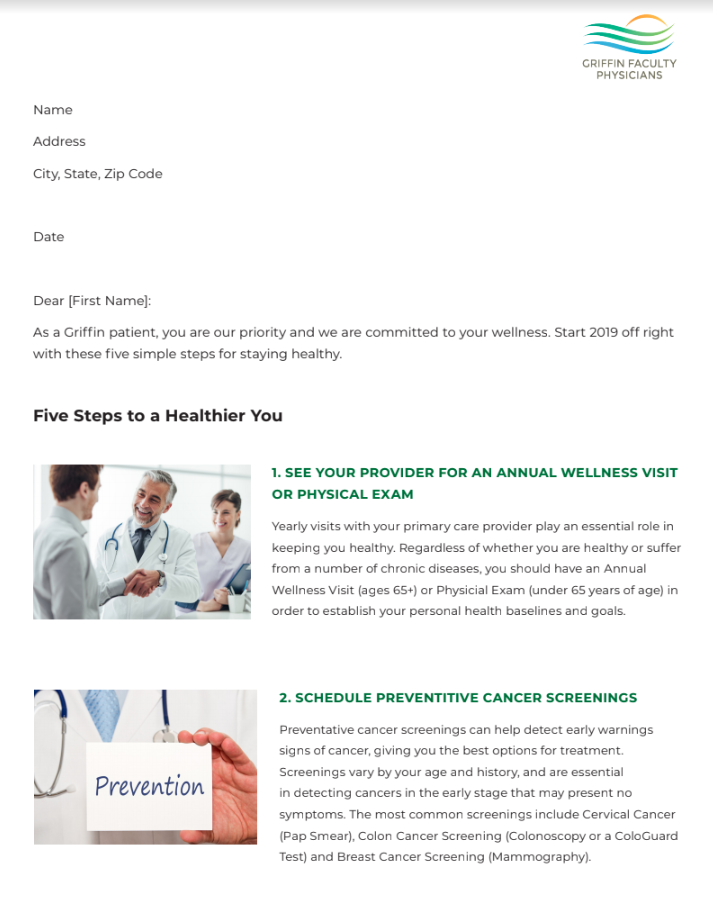 GRIFFIN FACULTY
PHYSICIANS
Name
Address
City, State, Zip Code
Date
Dear [First Name]:
As a Griffin patient, you are our priority and we are committed to your wellness. Start 2019 off right
with these five simple steps for staying healthy.
Five Steps to a Healthier You
1. SEE YOUR PROVIDER FOR AN ANNUAL WELLNESS VISIT
OR PHYSICAL EXAM
Yearly visits with your primary care provider play an essential role in
keeping you healthy. Regardless of whether you are healthy or suffer
from a number of chronic diseases, you should have an Annual
Wellness Visit (ages 65+) or Physicial Exam (under 65 years of age) in
order to establish your personal health baselines and goals.
2. SCHEDULE PREVENTITIVE CANCER SCREENINGS
Prevention
Preventative cancer screenings can help detect early warnings
signs of cancer, giving you the best options for treatment.
Screenings vary by your age and history, and are essential
in detecting cancers in the early stage that may present no
symptoms. The most common screenings include Cervical Cancer
(Pap Smear), Colon Cancer Screening (Colonoscopy or a ColoGuard
Test) and Breast Cancer Screening (Mammography).